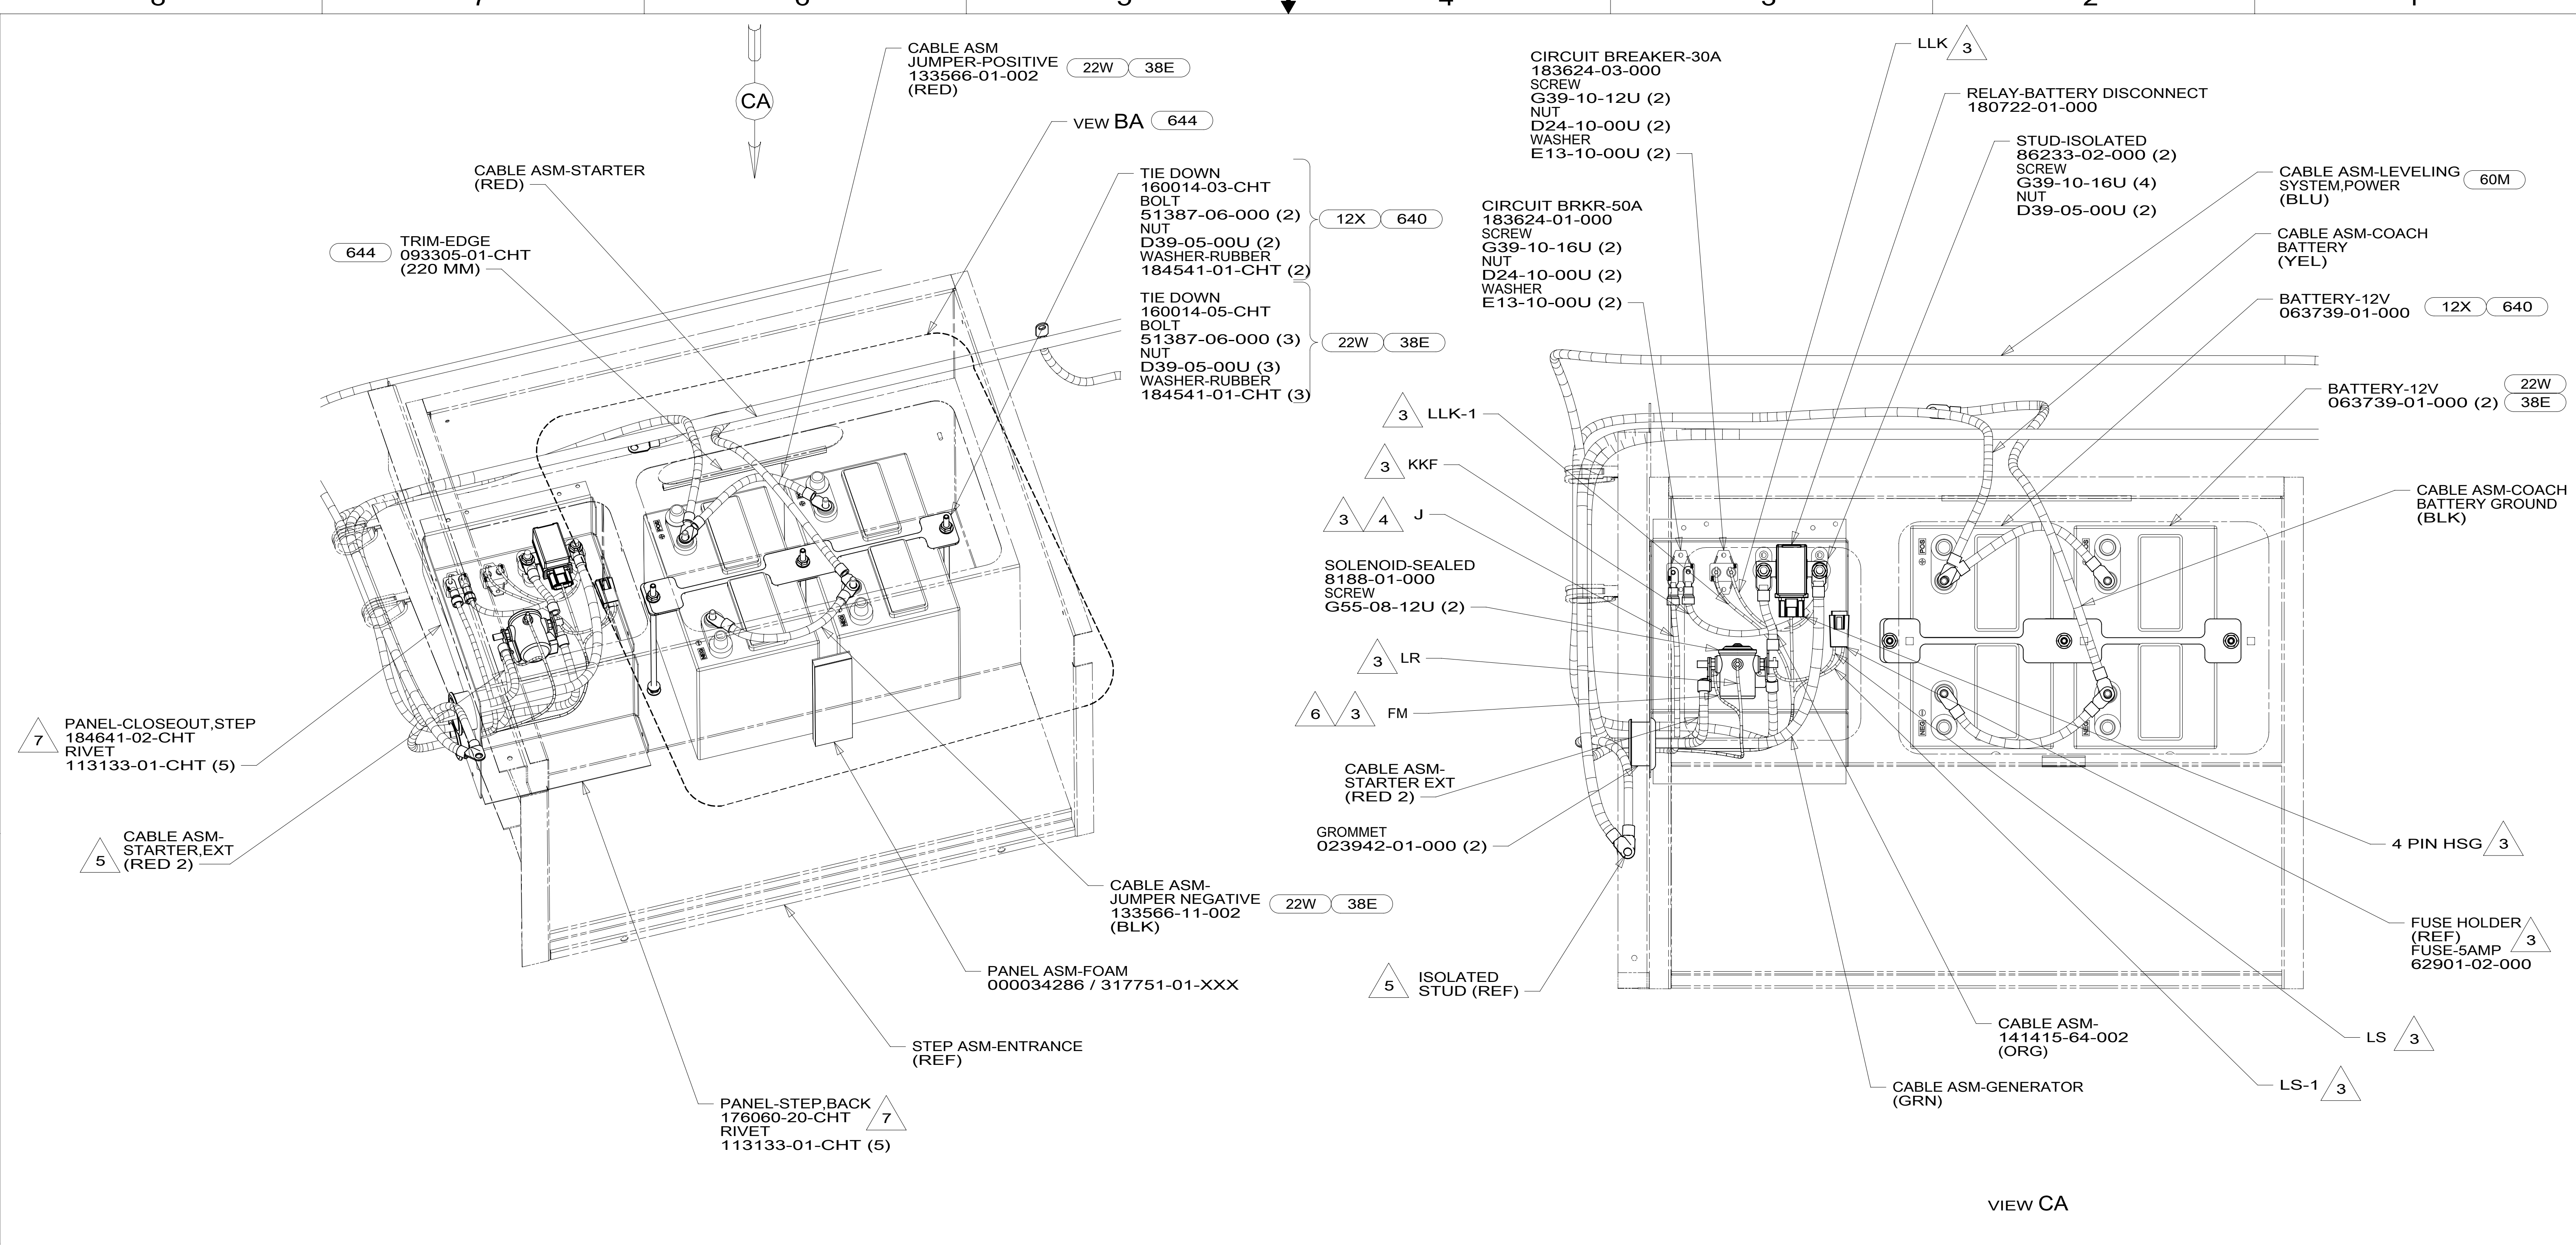 CA
CABLE ASM
JUMPER-POSITIVE
133566-01-002
(RED)
22W 38E
VEW BA 644
CABLE ASM-STARTER
(RED)
644
TRIM-EDGE
093305-01-CHT
(220 MM)
TIE DOWN
160014-03-CHT
BOLT
51387-06-000 (2)
NUT
D39-05-00U (2)
WASHER-RUBBER
184541-01-CHT (2)
12X 640
TIE DOWN
160014-05-CHT
BOLT
51387-06-000 (3)
NUT
D39-05-00U (3)
WASHER-RUBBER
184541-01-CHT (3)
22W 38E
7
PANEL-CLOSEOUT,STEP
184641-02-CHT
RIVET
113133-01-CHT (5)
5
CABLE ASM-
STARTER,EXT
(RED 2)
CABLE ASM-
JUMPER NEGATIVE
133566-11-002
(BLK)
22W 38E
PANEL ASM-FOAM
000034286 / 317751-01-XXX
STEP ASM-ENTRANCE
(REF)
PANEL-STEP,BACK
176060-20-CHT
RIVET
113133-01-CHT (5)
7
CIRCUIT BREAKER-30A
183624-03-000
SCREW
G39-10-12U (2)
NUT
D24-10-00U (2)
WASHER
E13-10-00U (2)
LLK 3
RELAY-BATTERY DISCONNECT
180722-01-000
STUD-ISOLATED
86233-02-000 (2)
SCREW
G39-10-16U (4)
NUT
D39-05-00U (2)
CIRCUIT BRKR-50A
183624-01-000
SCREW
G39-10-16U (2)
NUT
D24-10-00U (2)
WASHER
E13-10-00U (2)
CABLE ASM-LEVELING
SYSTEM,POWER
(BLU)
60M
CABLE ASM-COACH
BATTERY
(YEL)
BATTERY-12V
063739-01-000
12X 640
BATTERY-12V
063739-01-000 (2)
22W
38E
CABLE ASM-COACH
BATTERY GROUND
(BLK)
3 LLK-1
3 KKF
3 4 J
SOLENOID-SEALED
8188-01-000
SCREW
G55-08-12U (2)
3 LR
6 3 FM
CABLE ASM-
STARTER EXT
(RED 2)
GROMMET
023942-01-000 (2)
5
ISOLATED
STUD (REF)
POS
NEG
4 PIN HSG 3
FUSE HOLDER
(REF)
FUSE-5AMP
62901-02-000
3
CABLE ASM-
141415-64-002
(ORG)
LS 3
LS-1 3
CABLE ASM-GENERATOR
(GRN)
VIEW CA